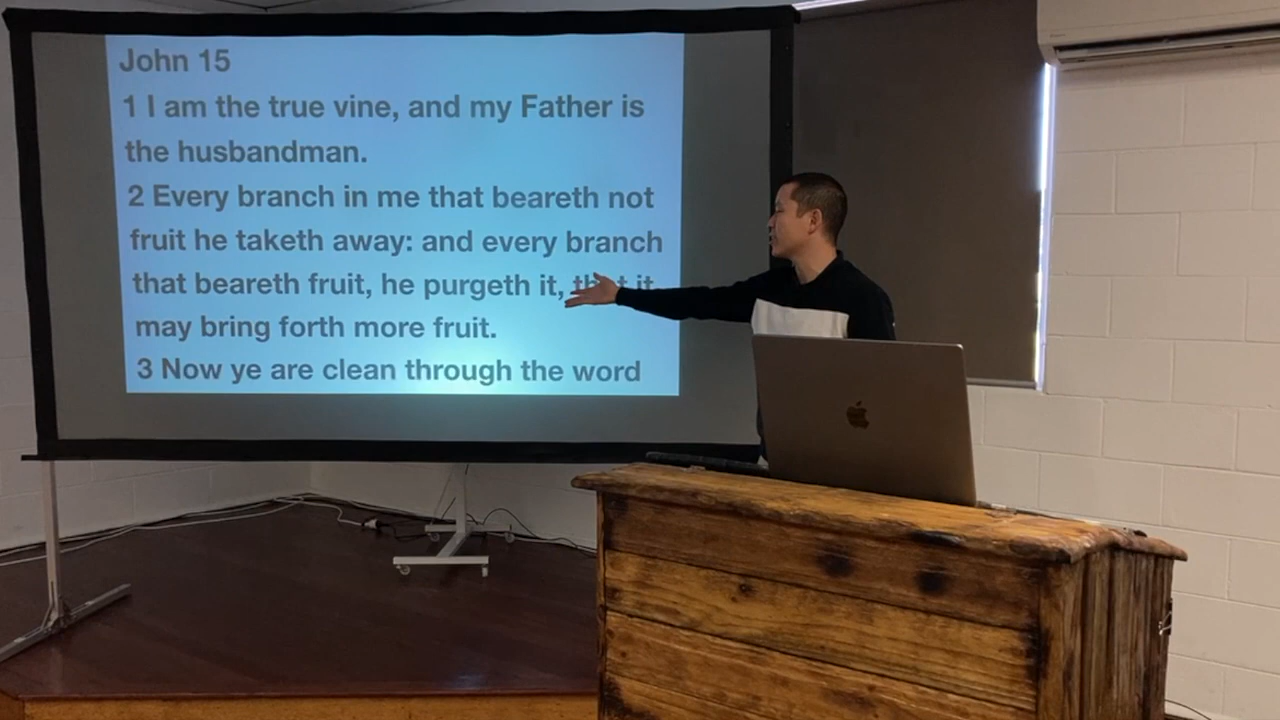 John 15
1 I am the true vine, and my Father is
the husbandman.
2 Every branch in me that beareth not
fruit he taketh away: and every branch
that beareth fruit, he purgeth it, that it
may bring forth more fruit.
3 Now ye are clean through the word